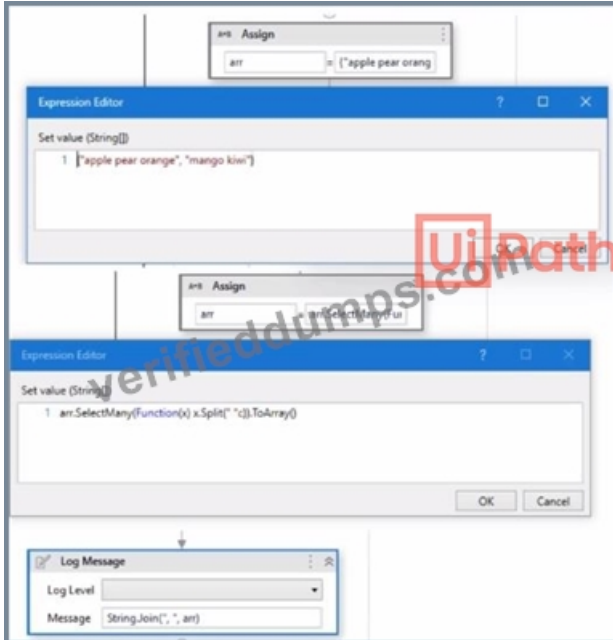 A+B Assign
arr = {"apple pear orang
Expression Editor ?
Set value (String[])
1 {"apple pear orange", "mango kiwi"}
OK Cancel
UiPath
A+B Assign
arr = arr.SelectMany(Fu
verifieddumps.com
Expression Editor ?
Set value (String[])
1 arr.SelectMany(Function(x) x.Split(" "c)).ToArray()
OK Cancel
Log Message
Log Level
Message String.Join(", ", arr)